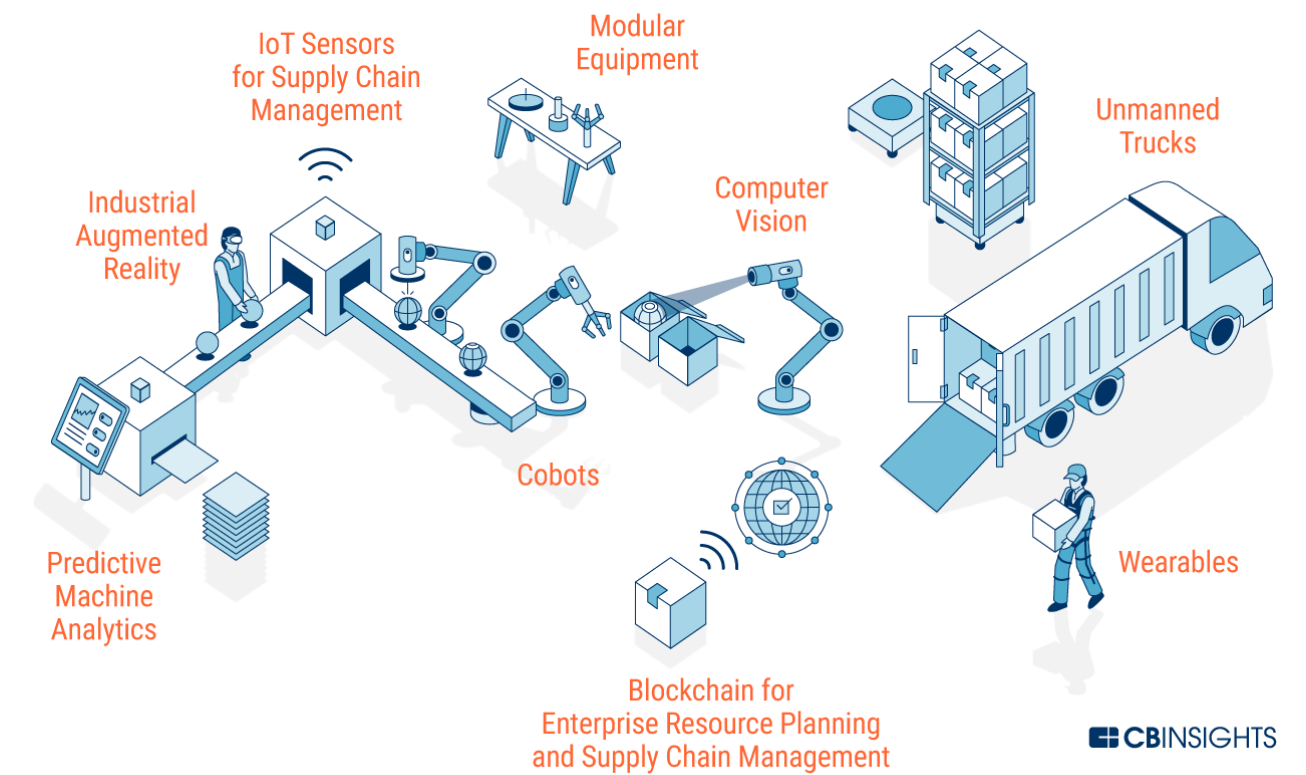 IoT Sensors
for Supply Chain
Management
Modular
Equipment
Unmanned
Trucks
Industrial
Augmented
Reality
Computer
Vision
Cobots
Predictive
Machine
Analytics
Wearables
Blockchain for
Enterprise Resource Planning
and Supply Chain Management
CBINSIGHTS